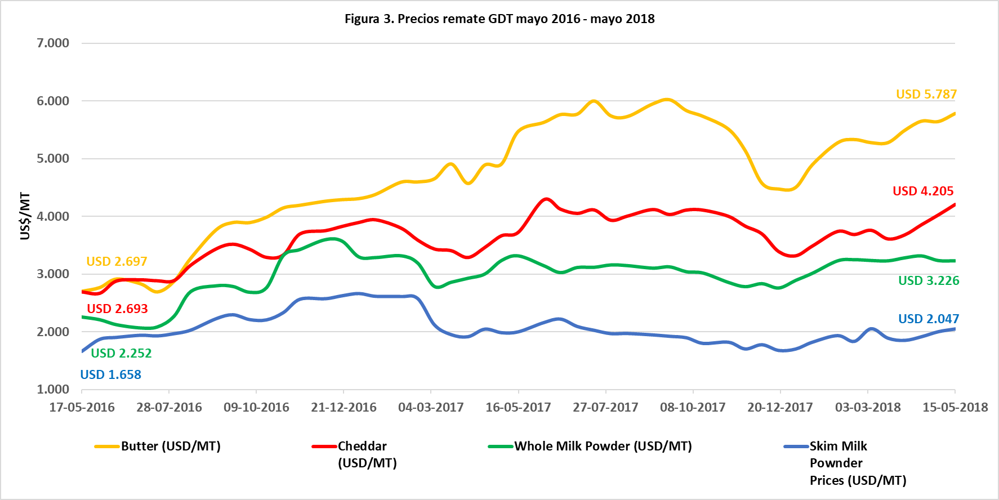 Figura 3. Precios remate GDT mayo 2016 - mayo 2018
7.000
6.000
5.000
4.000
3.000
2.000
1.000
US$/MT
USD 5.787
USD 4.205
USD 3.226
USD 2.047
USD 2.697
USD 2.693
USD 2.252
USD 1.658
17-05-2016 28-07-2016 09-10-2016 21-12-2016 04-03-2017 16-05-2017 27-07-2017 08-10-2017 20-12-2017 03-03-2018 15-05-2018
Butter (USD/MT)
Cheddar
(USD/MT)
Whole Milk Powder (USD/MT)
Skim Milk
Pownder
Prices (USD/MT)